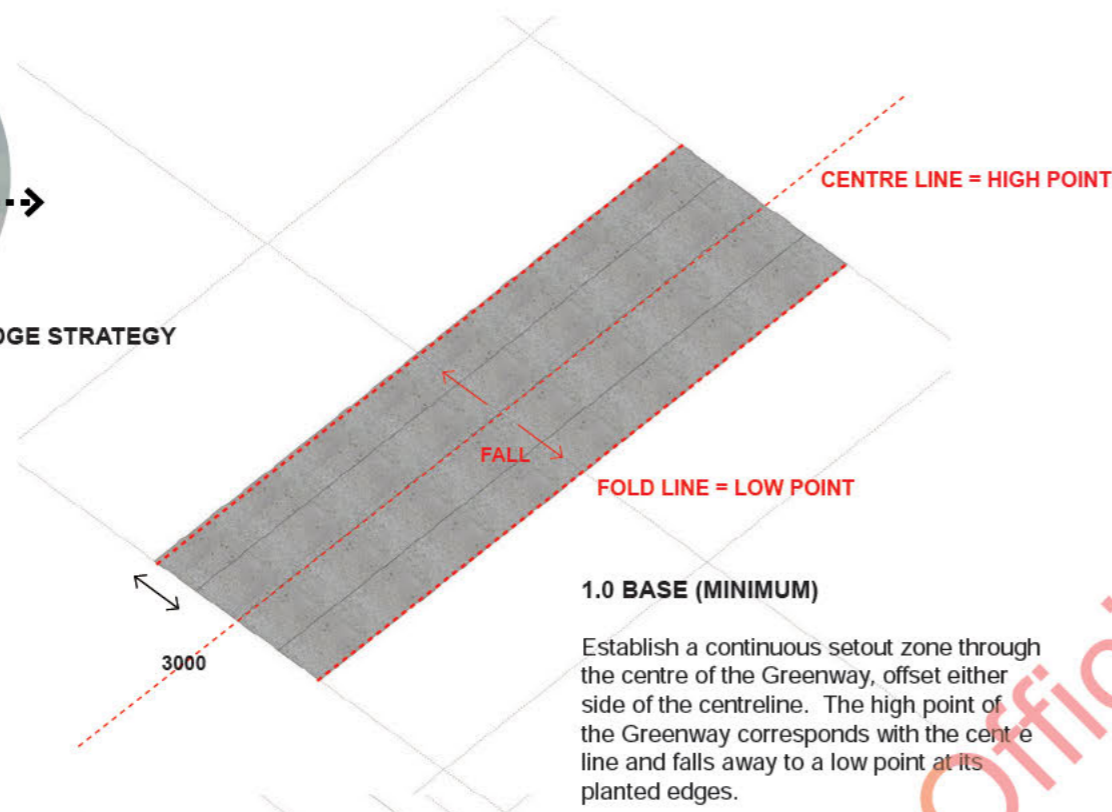 CENTRE LINE = HIGH POINT
DGE STRATEGY
FALL
FOLD LINE = LOW POINT
3000
1.0 BASE (MINIMUM)
Establish a continuous setout zone through
the centre of the Greenway, offset either
side of the centreline. The high point of
the Greenway corresponds with the cent e
line and falls away to a low point at its
planted edges.